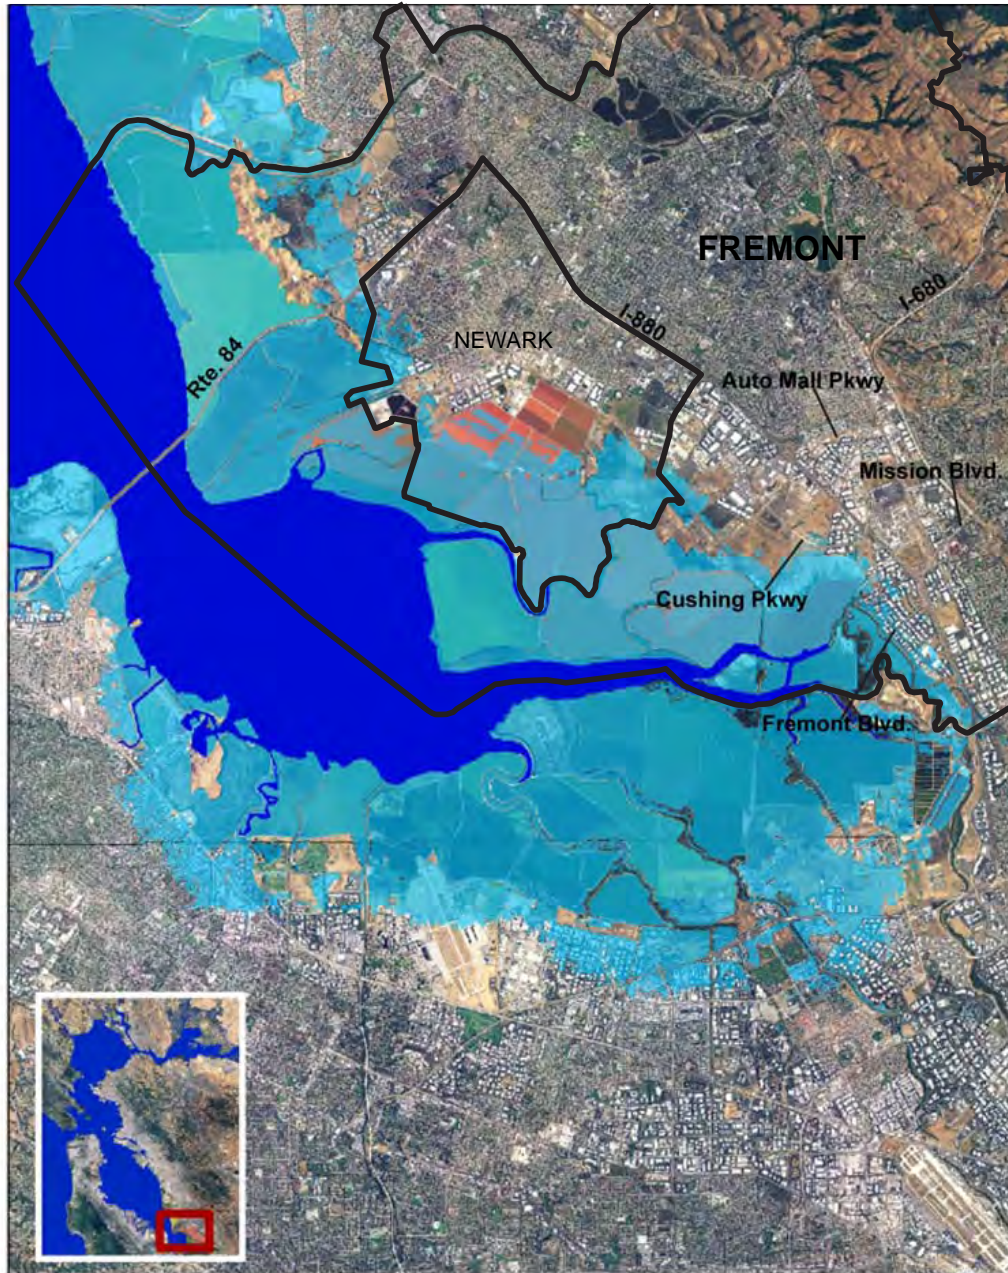 FREMONT
I-680
I-880
NEWARK
Rte. 84
Auto Mall Pkwy
Mission Blvd.
Cushing Pkwy
Fremont Blvd.